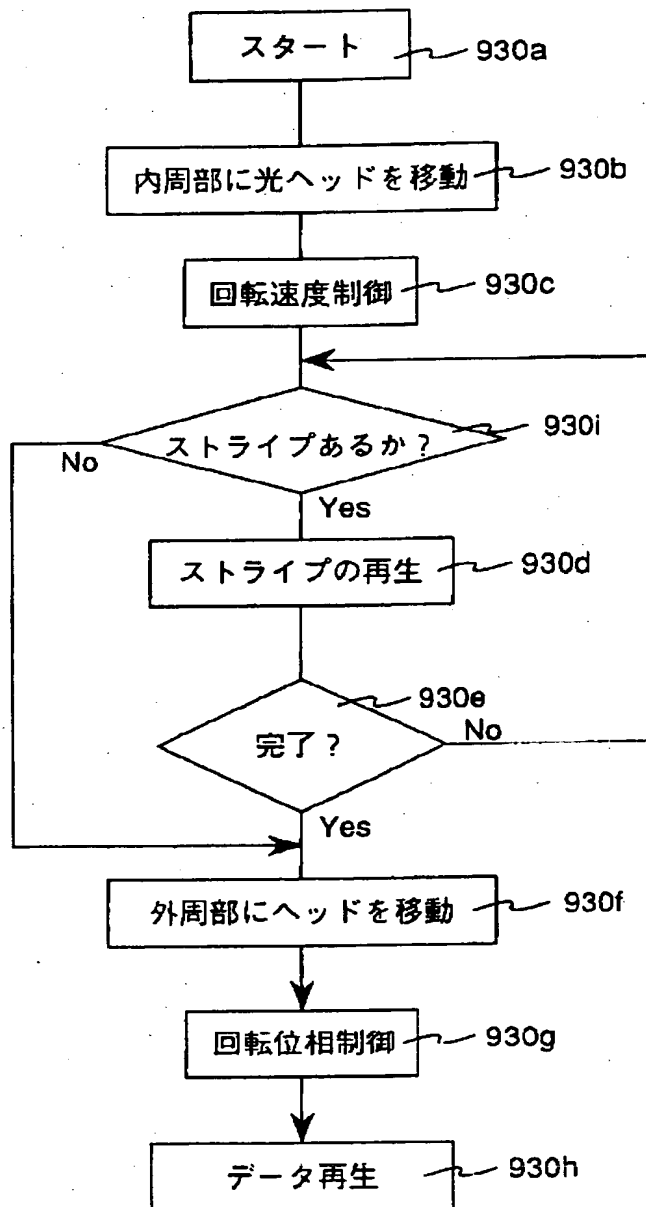 スタート
930a
内周部に光ヘッドを移動
930b
回転速度制御
930c
ストライプあるか？
930i
No
Yes
ストライプの再生
930d
930e
完了？
No
Yes
外周部にヘッドを移動
930f
回転位相制御
930g
データ再生
930h